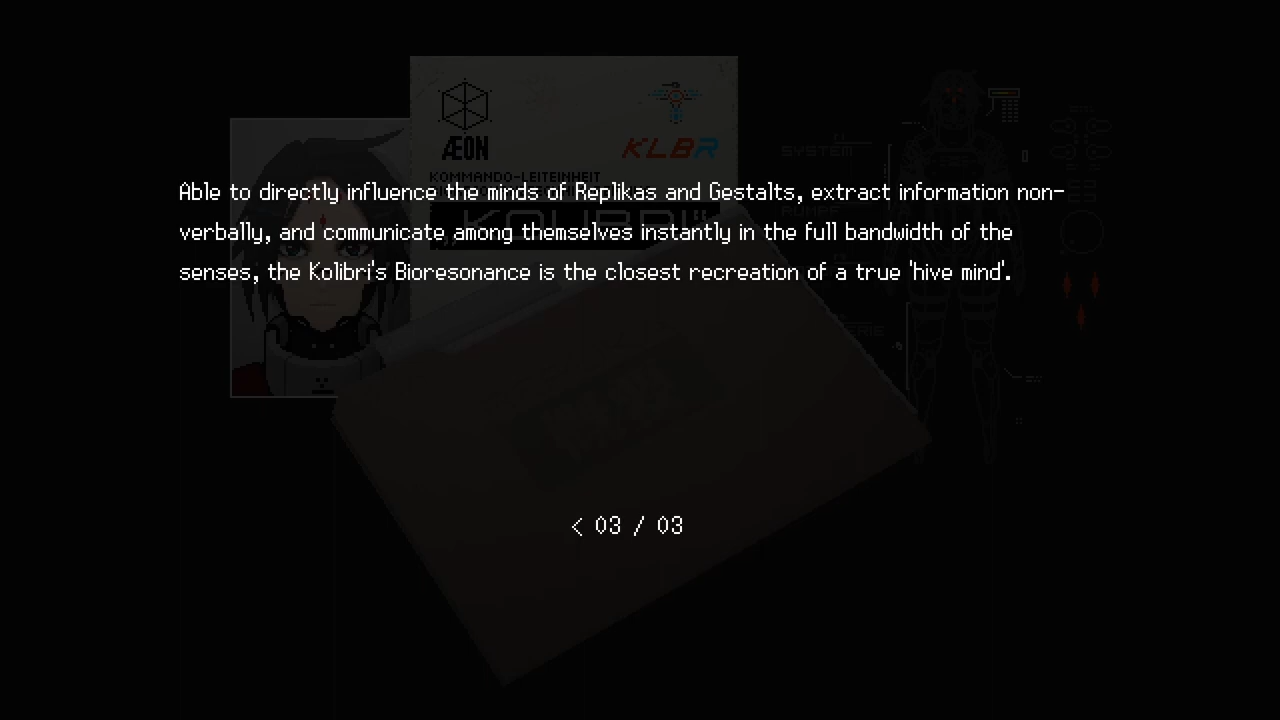 ÆON
KLBR
KOMMANDO-LEITEINHEIT
SYSTEM
Able to directly influence the minds of Replikas and Gestalts, extract information non-
verbally, and communicate among themselves instantly in the full bandwidth of the
senses, the Kolibri's Bioresonance is the closest recreation of a true 'hive mind'.
< 03 / 03